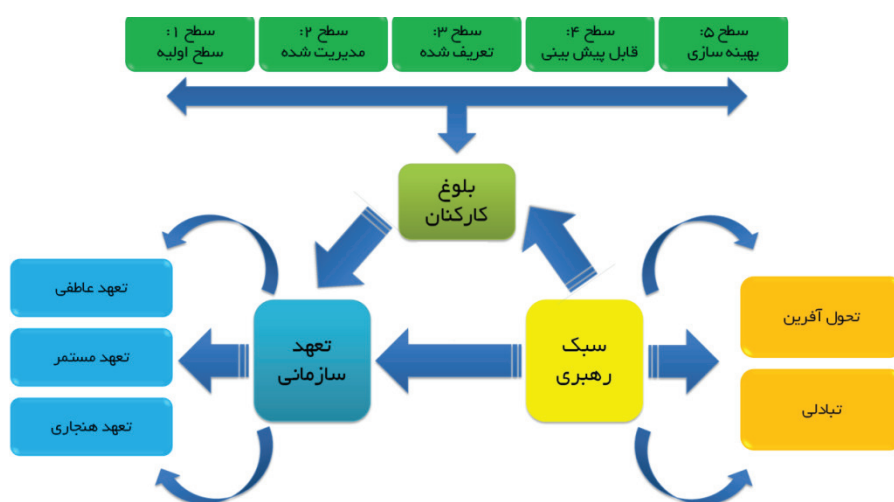 سطح ۱:
سطح اولیه
سطح ۲:
مدیریت شده
سطح ۳:
تعریف شده
سطح ۴:
قابل پیش بینی
سطح ۵:
بهینه سازی
بلوغ
کارکنان
تحول آفرین
تبادلی
سبک
رهبری
تعهد
سازمانی
تعهد عاطفی
تعهد مستمر
تعهد هنجاری